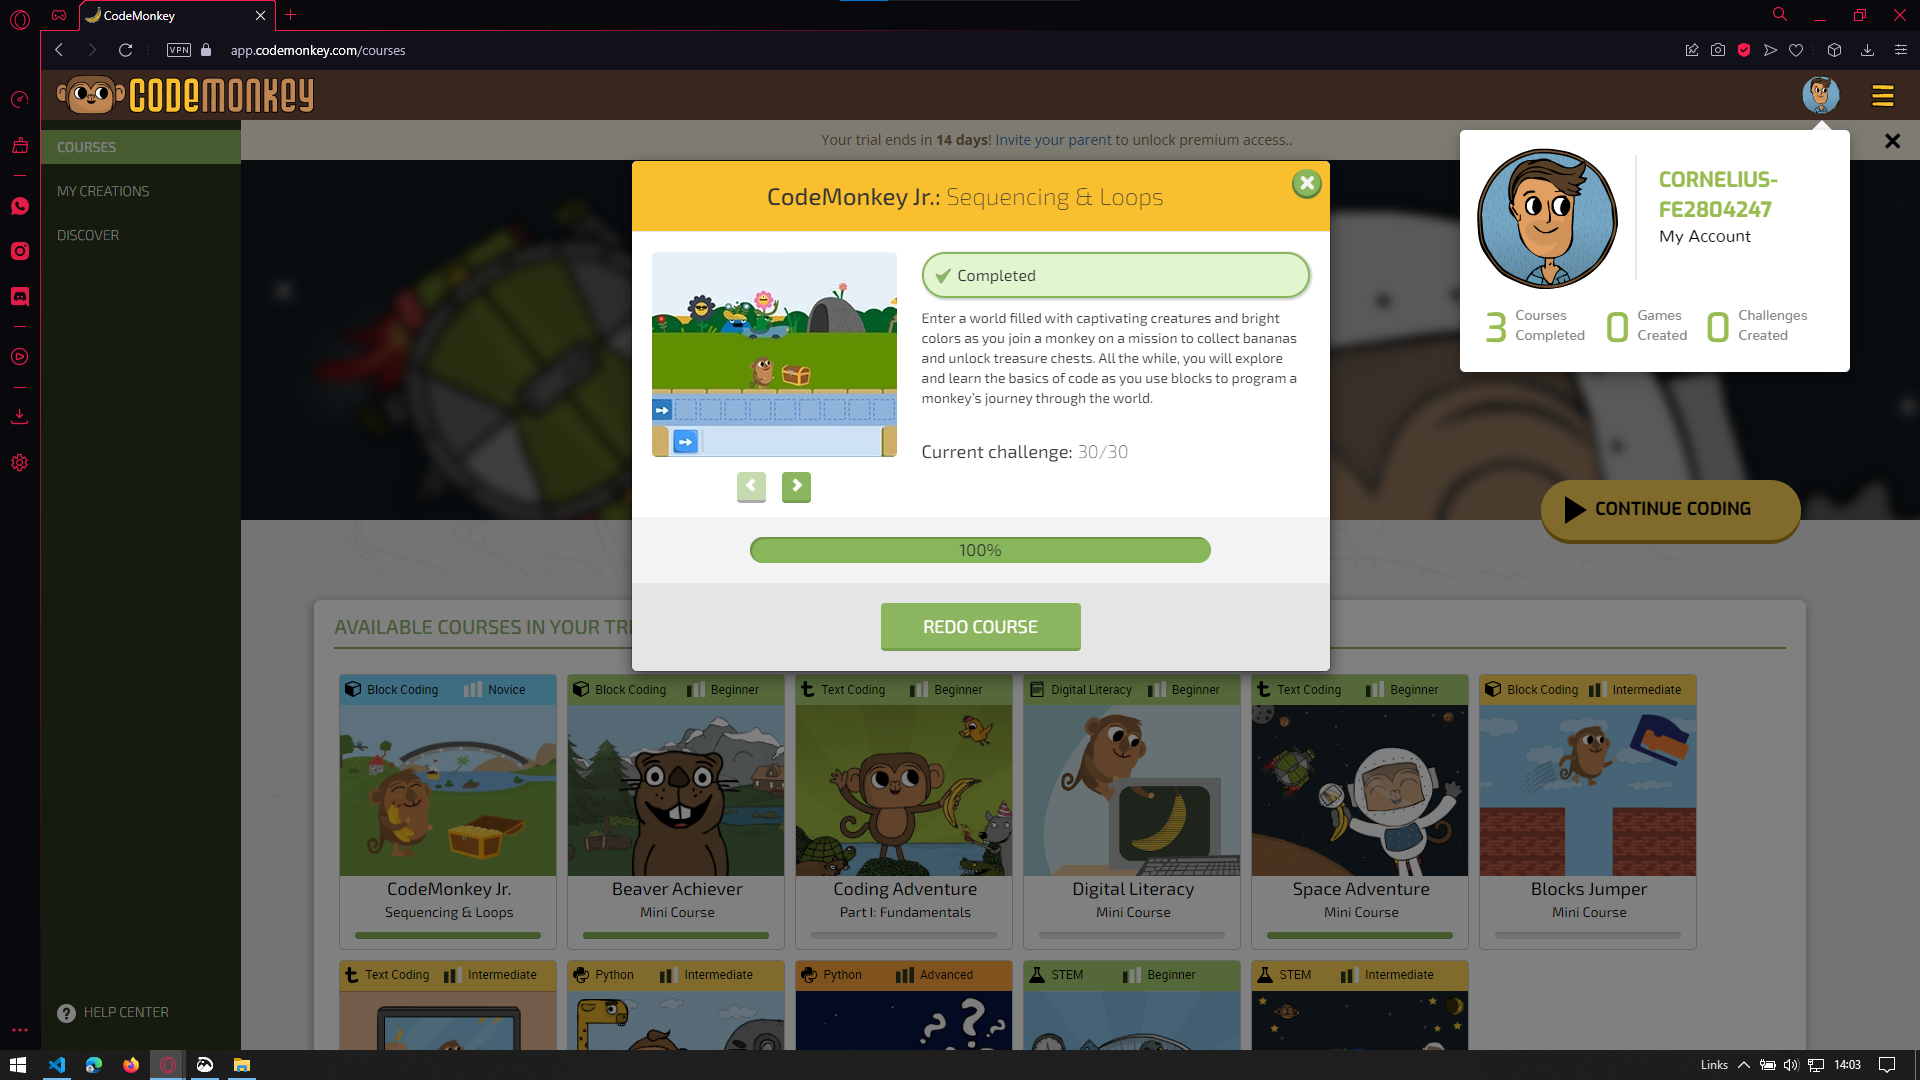 CodeMonkey
VPN
app.codemonkey.com/courses
CODEMONKEY
COURSES
MY CREATIONS
DISCOVER
HELP CENTER
Your trial ends in 14 days! Invite your parent to unlock premium access..
CORNELIUS-
FE2804247
My Account
3 Courses Completed
0 Games Created
0 Challenges Created
CodeMonkey Jr.: Sequencing & Loops
Completed
Enter a world filled with captivating creatures and bright
colors as you join a monkey on a mission to collect bananas
and unlock treasure chests. All the while, you will explore
and learn the basics of code as you use blocks to program a
monkey's journey through the world.
Current challenge: 30/30
100%
REDO COURSE
CONTINUE CODING
AVAILABLE COURSES IN YOUR TRI
Block Coding Novice
CodeMonkey Jr.
Sequencing & Loops
Block Coding Beginner
Beaver Achiever
Mini Course
Text Coding Beginner
Coding Adventure
Part I: Fundamentals
Digital Literacy Beginner
Digital Literacy
Mini Course
Text Coding Beginner
Space Adventure
Mini Course
Block Coding Intermediate
Blocks Jumper
Mini Course
Text Coding Intermediate
Python Intermediate
Python Advanced
STEM Beginner
STEM Intermediate
Links
14:03